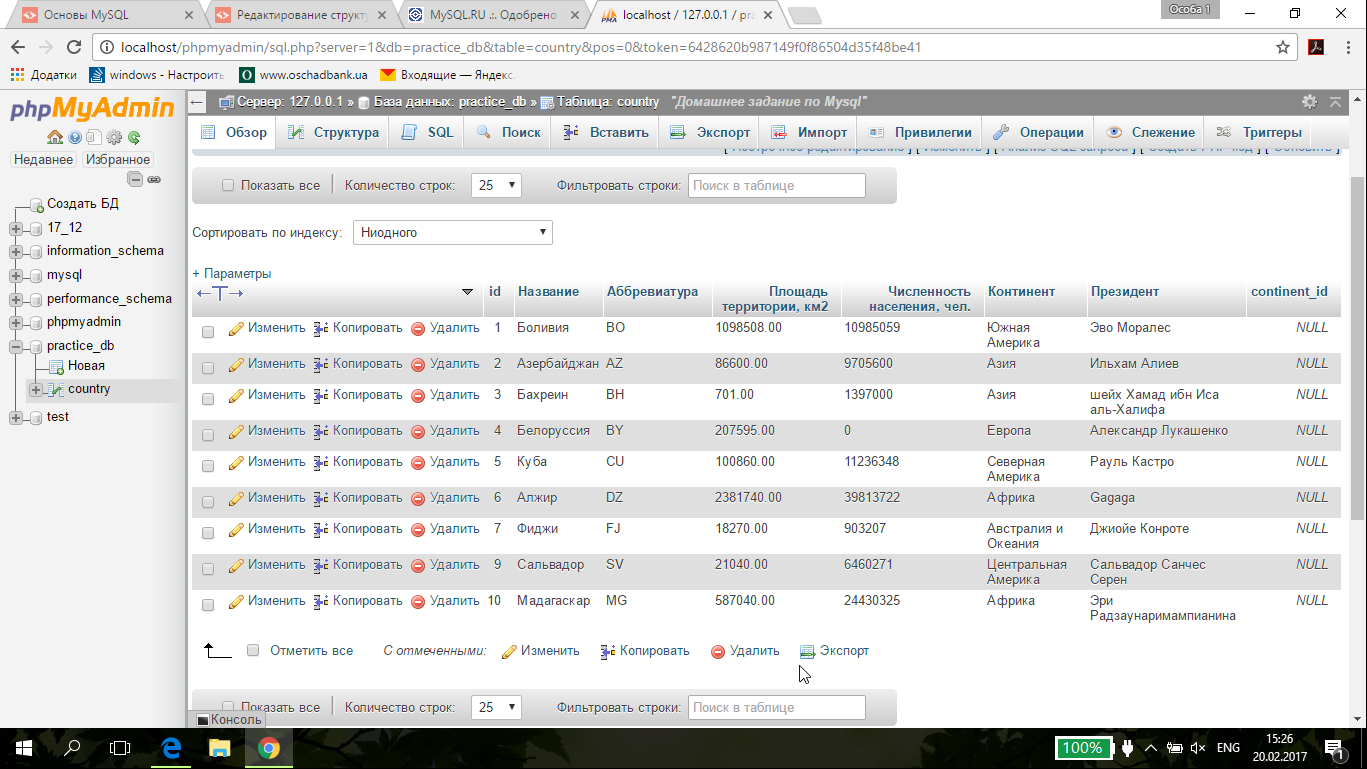 Основы MySQL
Редактирование структу
MySQL.RU .:. Одобрено
localhost / 127.0.0.1 / pra
Особа 1
localhost/phpmyadmin/sql.php?server=1&db=practice_db&table=country&pos=0&token=6428620b987149f0f86504d35f48be41
Додатки windows - Настроить www.oschadbank.ua Входящие — Яндекс.
phpMyAdmin
Недавнее Избранное
Создать БД
17_12
information_schema
mysql
performance_schema
phpmyadmin
practice_db
Новая
country
test
Сервер: 127.0.0.1 » База данных: practice_db » Таблица: country "Домашнее задание по Mysql"
Обзор Структура SQL Поиск Вставить Экспорт Импорт Привилегии Операции Слежение Триггеры
[ Построчное редактирование ] [ Изменить ] [ Анализ SQL запроса ] [ Создать PHP-код ] [ Обновить ]
Показать все Количество строк: 25 Фильтровать строки: Поиск в таблице
Сортировать по индексу: Ниодного
+ Параметры
←T→ id Название Аббревиатура Площадь территории, км2 Численность населения, чел. Континент Президент continent_id
Изменить Копировать Удалить 1 Боливия BO 1098508.00 10985059 Южная Америка Эво Моралес NULL
Изменить Копировать Удалить 2 Азербайджан AZ 86600.00 9705600 Азия Ильхам Алиев NULL
Изменить Копировать Удалить 3 Бахреин BH 701.00 1397000 Азия шейх Хамад ибн Иса аль-Халифа NULL
Изменить Копировать Удалить 4 Белоруссия BY 207595.00 0 Европа Александр Лукашенко NULL
Изменить Копировать Удалить 5 Куба CU 100860.00 11236348 Северная Америка Рауль Кастро NULL
Изменить Копировать Удалить 6 Алжир DZ 2381740.00 39813722 Африка Gagaga NULL
Изменить Копировать Удалить 7 Фиджи FJ 18270.00 903207 Австралия и Океания Джиойе Конроте NULL
Изменить Копировать Удалить 9 Сальвадор SV 21040.00 6460271 Центральная Америка Сальвадор Санчес Серен NULL
Изменить Копировать Удалить 10 Мадагаскар MG 587040.00 24430325 Африка Эри Радзаунаримампианина NULL
Отметить все С отмеченными: Изменить Копировать Удалить Экспорт
Показать все Количество строк: 25 Фильтровать строки: Поиск в таблице
Консоль
100% ENG 15:26
20.02.2017
1